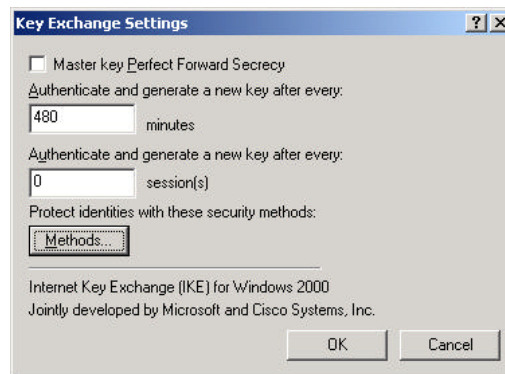 Key Exchange Settings
Master key Perfect Forward Secrecy
Authenticate and generate a new key after every:
480 minutes
Authenticate and generate a new key after every:
0 session(s)
Protect identities with these security methods:
Methods...
Internet Key Exchange (IKE) for Windows 2000
Jointly developed by Microsoft and Cisco Systems, Inc.
OK Cancel